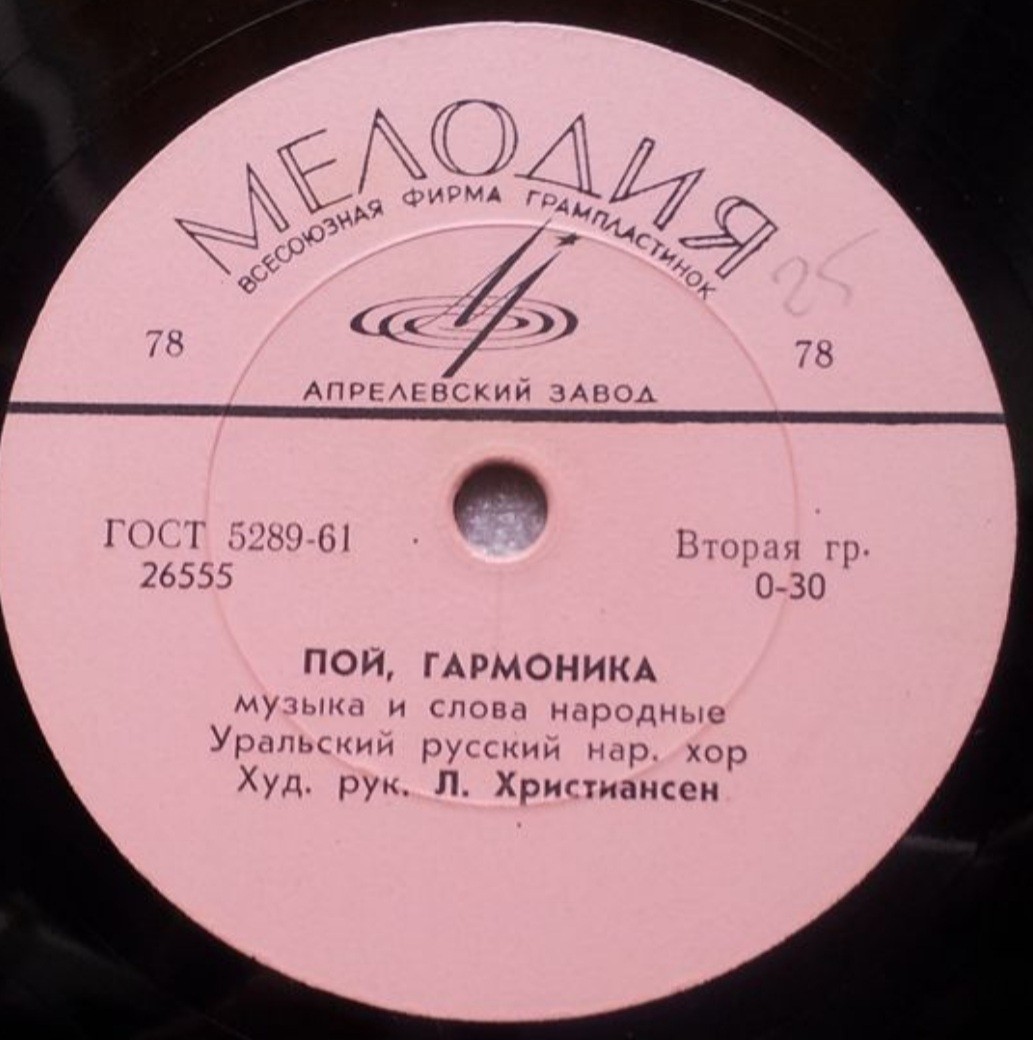 МЕЛОДИЯ
ВСЕСОЮЗНАЯ ФИРМА ГРАМПЛАСТИНОК
25
78
78
АПРЕЛЕВСКИЙ ЗАВОД
ГОСТ 5289-61
Вторая гр.
26555
0-30
ПОЙ, ГАРМОНИКА
музыка и слова народные
Уральский русский нар. хор
Худ. рук. Л. Христиансен